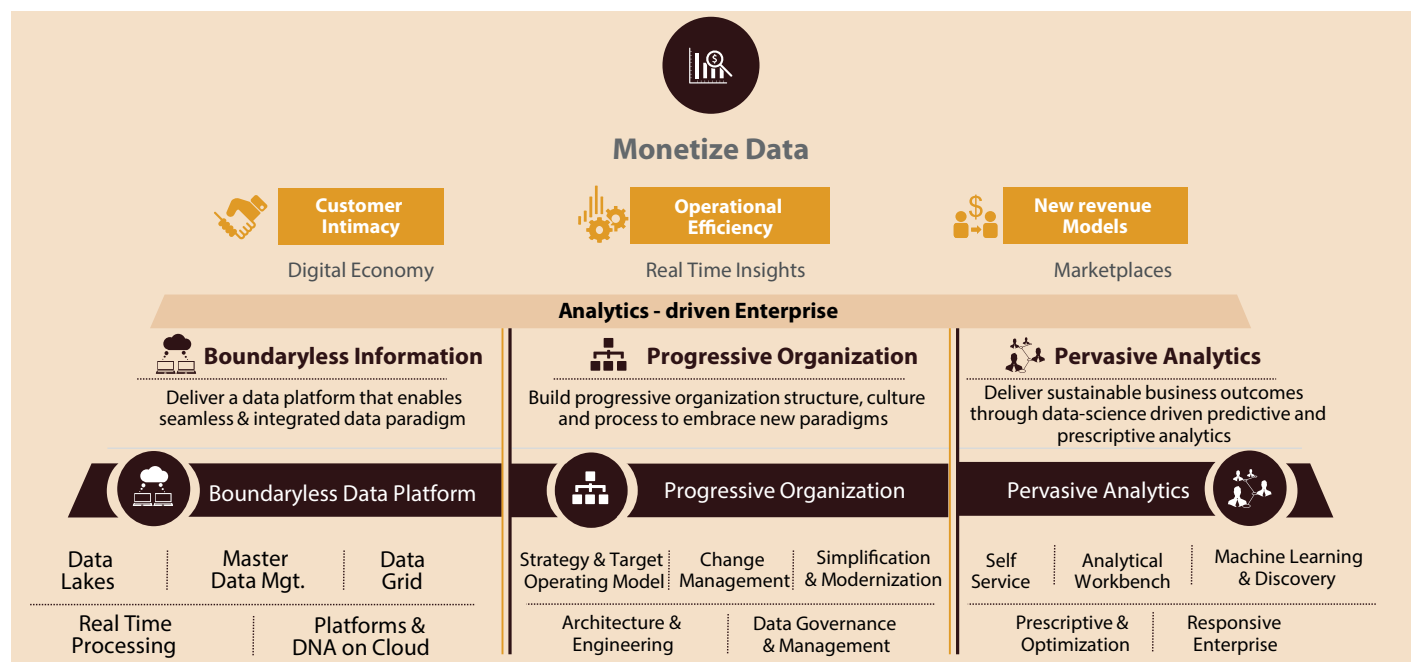 $
Monetize Data
Customer
Intimacy
Operational
Efficiency
$
New revenue
Models
Digital Economy
Real Time Insights
Marketplaces
Analytics - driven Enterprise
Boundaryless Information
Deliver a data platform that enables
seamless & integrated data paradigm
Progressive Organization
Build progressive organization structure, culture
and process to embrace new paradigms
Pervasive Analytics
Deliver sustainable business outcomes
through data-science driven predictive and
prescriptive analytics
Boundaryless Data Platform
Progressive Organization
Pervasive Analytics
Data
Lakes
Master
Data Mgt.
Data
Grid
Real Time
Processing
Platforms &
DNA on Cloud
Strategy & Target
Operating Model
Change
Management
Simplification
& Modernization
Architecture &
Engineering
Data Governance
& Management
Self
Service
Analytical
Workbench
Machine Learning
& Discovery
Prescriptive &
Optimization
Responsive
Enterprise